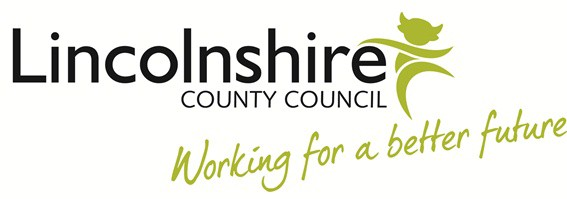 Lincolnshire
COUNTY COUNCIL
Working for a better future